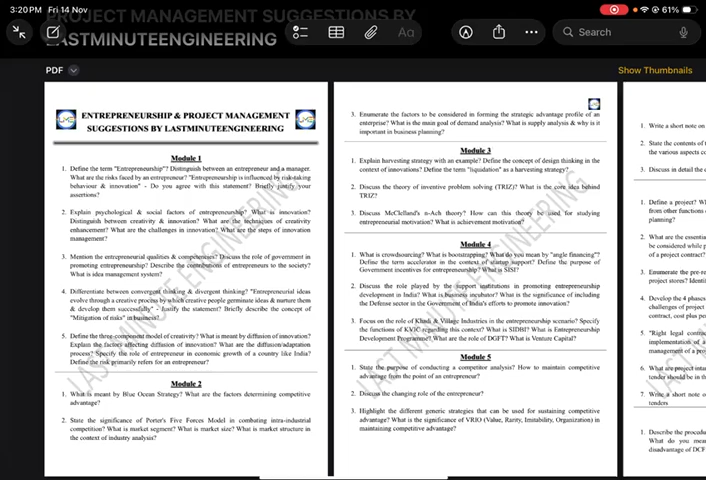 3:20 PM Fri 14 Nov
61%
PROJECT MANAGEMENT SUGGESTIONS BY
LASTMINUTEENGINEERING
Aa
Search
PDF
Show Thumbnails
ENTREPRENEURSHIP & PROJECT MANAGEMENT
SUGGESTIONS BY LASTMINUTEENGINEERING
Module 1
1. Define the term "Entrepreneurship"? Distinguish between an entrepreneur and a manager.
What are the risks faced by an entrepreneur? "Entrepreneurship is influenced by risk-taking
behaviour & innovation" - Do you agree with this statement? Briefly justify your
assertions?
2. Explain psychological & social factors of entrepreneurship? What is innovation?
Distinguish between creativity & innovation? What are the techniques of creativity
enhancement? What are the challenges in innovation? What are the steps of innovation
management?
3. Mention the entrepreneurial qualities & competencies? Discuss the role of government in
promoting entrepreneurship? Describe the contributions of entrepreneurs to the society?
What is idea management system?
4. Differentiate between convergent thinking & divergent thinking? "Entrepreneurial ideas
evolve through a creative process by which creative people germinate ideas & nurture them
& develop them successfully" - Justify the statement? Briefly describe the concept of
"Mitigation of risks" in business?
5. Define the three-component model of creativity? What is meant by diffusion of innovation?
Explain the factors affecting diffusion of innovation? What are the diffusion/adaptation
process? Specify the role of entrepreneur in economic growth of a country like India?
Define the risk primarily refers for an entrepreneur?
Module 2
1. What is meant by Blue Ocean Strategy? What are the factors determining competitive
advantage?
2. State the significance of Porter's Five Forces Model in combating intra-industrial
competition? What is market segment? What is market size? What is market structure in
the context of industry analysis?
3. Enumerate the factors to be considered in forming the strategic advantage profile of an
enterprise? What is the main goal of demand analysis? What is supply analysis & why is it
important in business planning?
Module 3
1. Explain harvesting strategy with an example? Define the concept of design thinking in the
context of innovations? Define the term "liquidation" as a harvesting strategy?
2. Discuss the theory of inventive problem solving (TRIZ)? What is the core idea behind
TRIZ?
3. Discuss McClelland's n-Ach theory? How can this theory be used for studying
entrepreneurial motivation? What is achievement motivation?
Module 4
1. What is crowdsourcing? What is bootstrapping? What do you mean by "angle financing"?
Define the term accelerator in the context of startup support? Define the purpose of
Government incentives for entrepreneurship? What is SISI?
2. Discuss the role played by the support institutions in promoting entrepreneurship
development in India? What is business incubator? What is the significance of including
the Defense sector in the Government of India's efforts to promote innovation?
3. Focus on the role of Khadi & Village Industries in the entrepreneurship scenario? Specify
the functions of KVIC regarding this context? What is SIDBI? What is Entrepreneurship
Development Programme? What are the role of DGFT? What is Venture Capital?
Module 5
1. State the purpose of conducting a competitor analysis? How to maintain competitive
advantage from the point of an entrepreneur?
2. Discuss the changing role of the entrepreneur?
3. Highlight the different generic strategies that can be used for sustaining competitive
advantage? What is the significance of VRIO (Value, Rarity, Imitability, Organization) in
maintaining competitive advantage?
1. Write a short note on
2. State the contents of t
the various aspects co
3. Discuss in detail the c
1. Define a project? Wh
from other functions o
planning?
2. What are the essentia
be considered while p
of a project contract?
3. Enumerate the pre-re
project stores? Identi
4. Develop the 4 phases
challenges of project
contract, cost plus per
5. "Right legal contrac
implementation of a
management of a pro
6. What are project inta
tender should be in th
7. Write a short note o
tenders
1. Describe the procedu
What do you mea
disadvantage of DCF
LAST MINUTE ENGINEERING
LAST MINUTE ENGINEERING